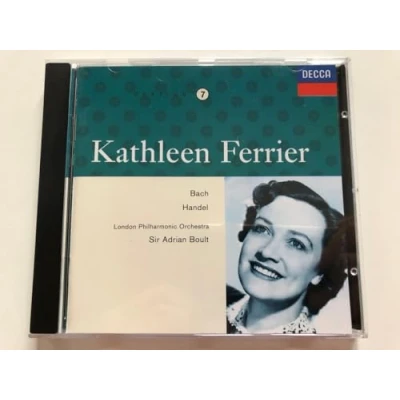 DECCA
7
Kathleen Ferrier
Bach
Handel
London Philharmonic Orchestra
Sir Adrian Boult